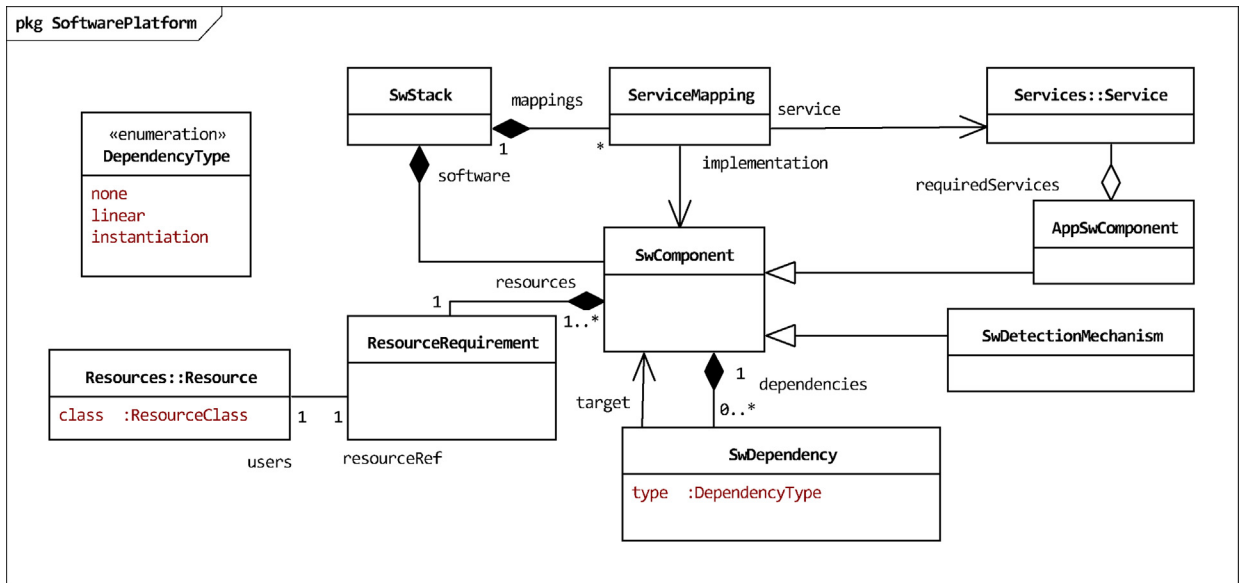 pkg SoftwarePlatform
SwStack
mappings
1
*
ServiceMapping
service
Services::Service
«enumeration»
DependencyType
none
linear
instantiation
software
implementation
requiredServices
AppSwComponent
SwComponent
resources
1
1..*
ResourceRequirement
SwDetectionMechanism
Resources::Resource
class :ResourceClass
1
1
users
resourceRef
target
1
dependencies
0..*
SwDependency
type :DependencyType